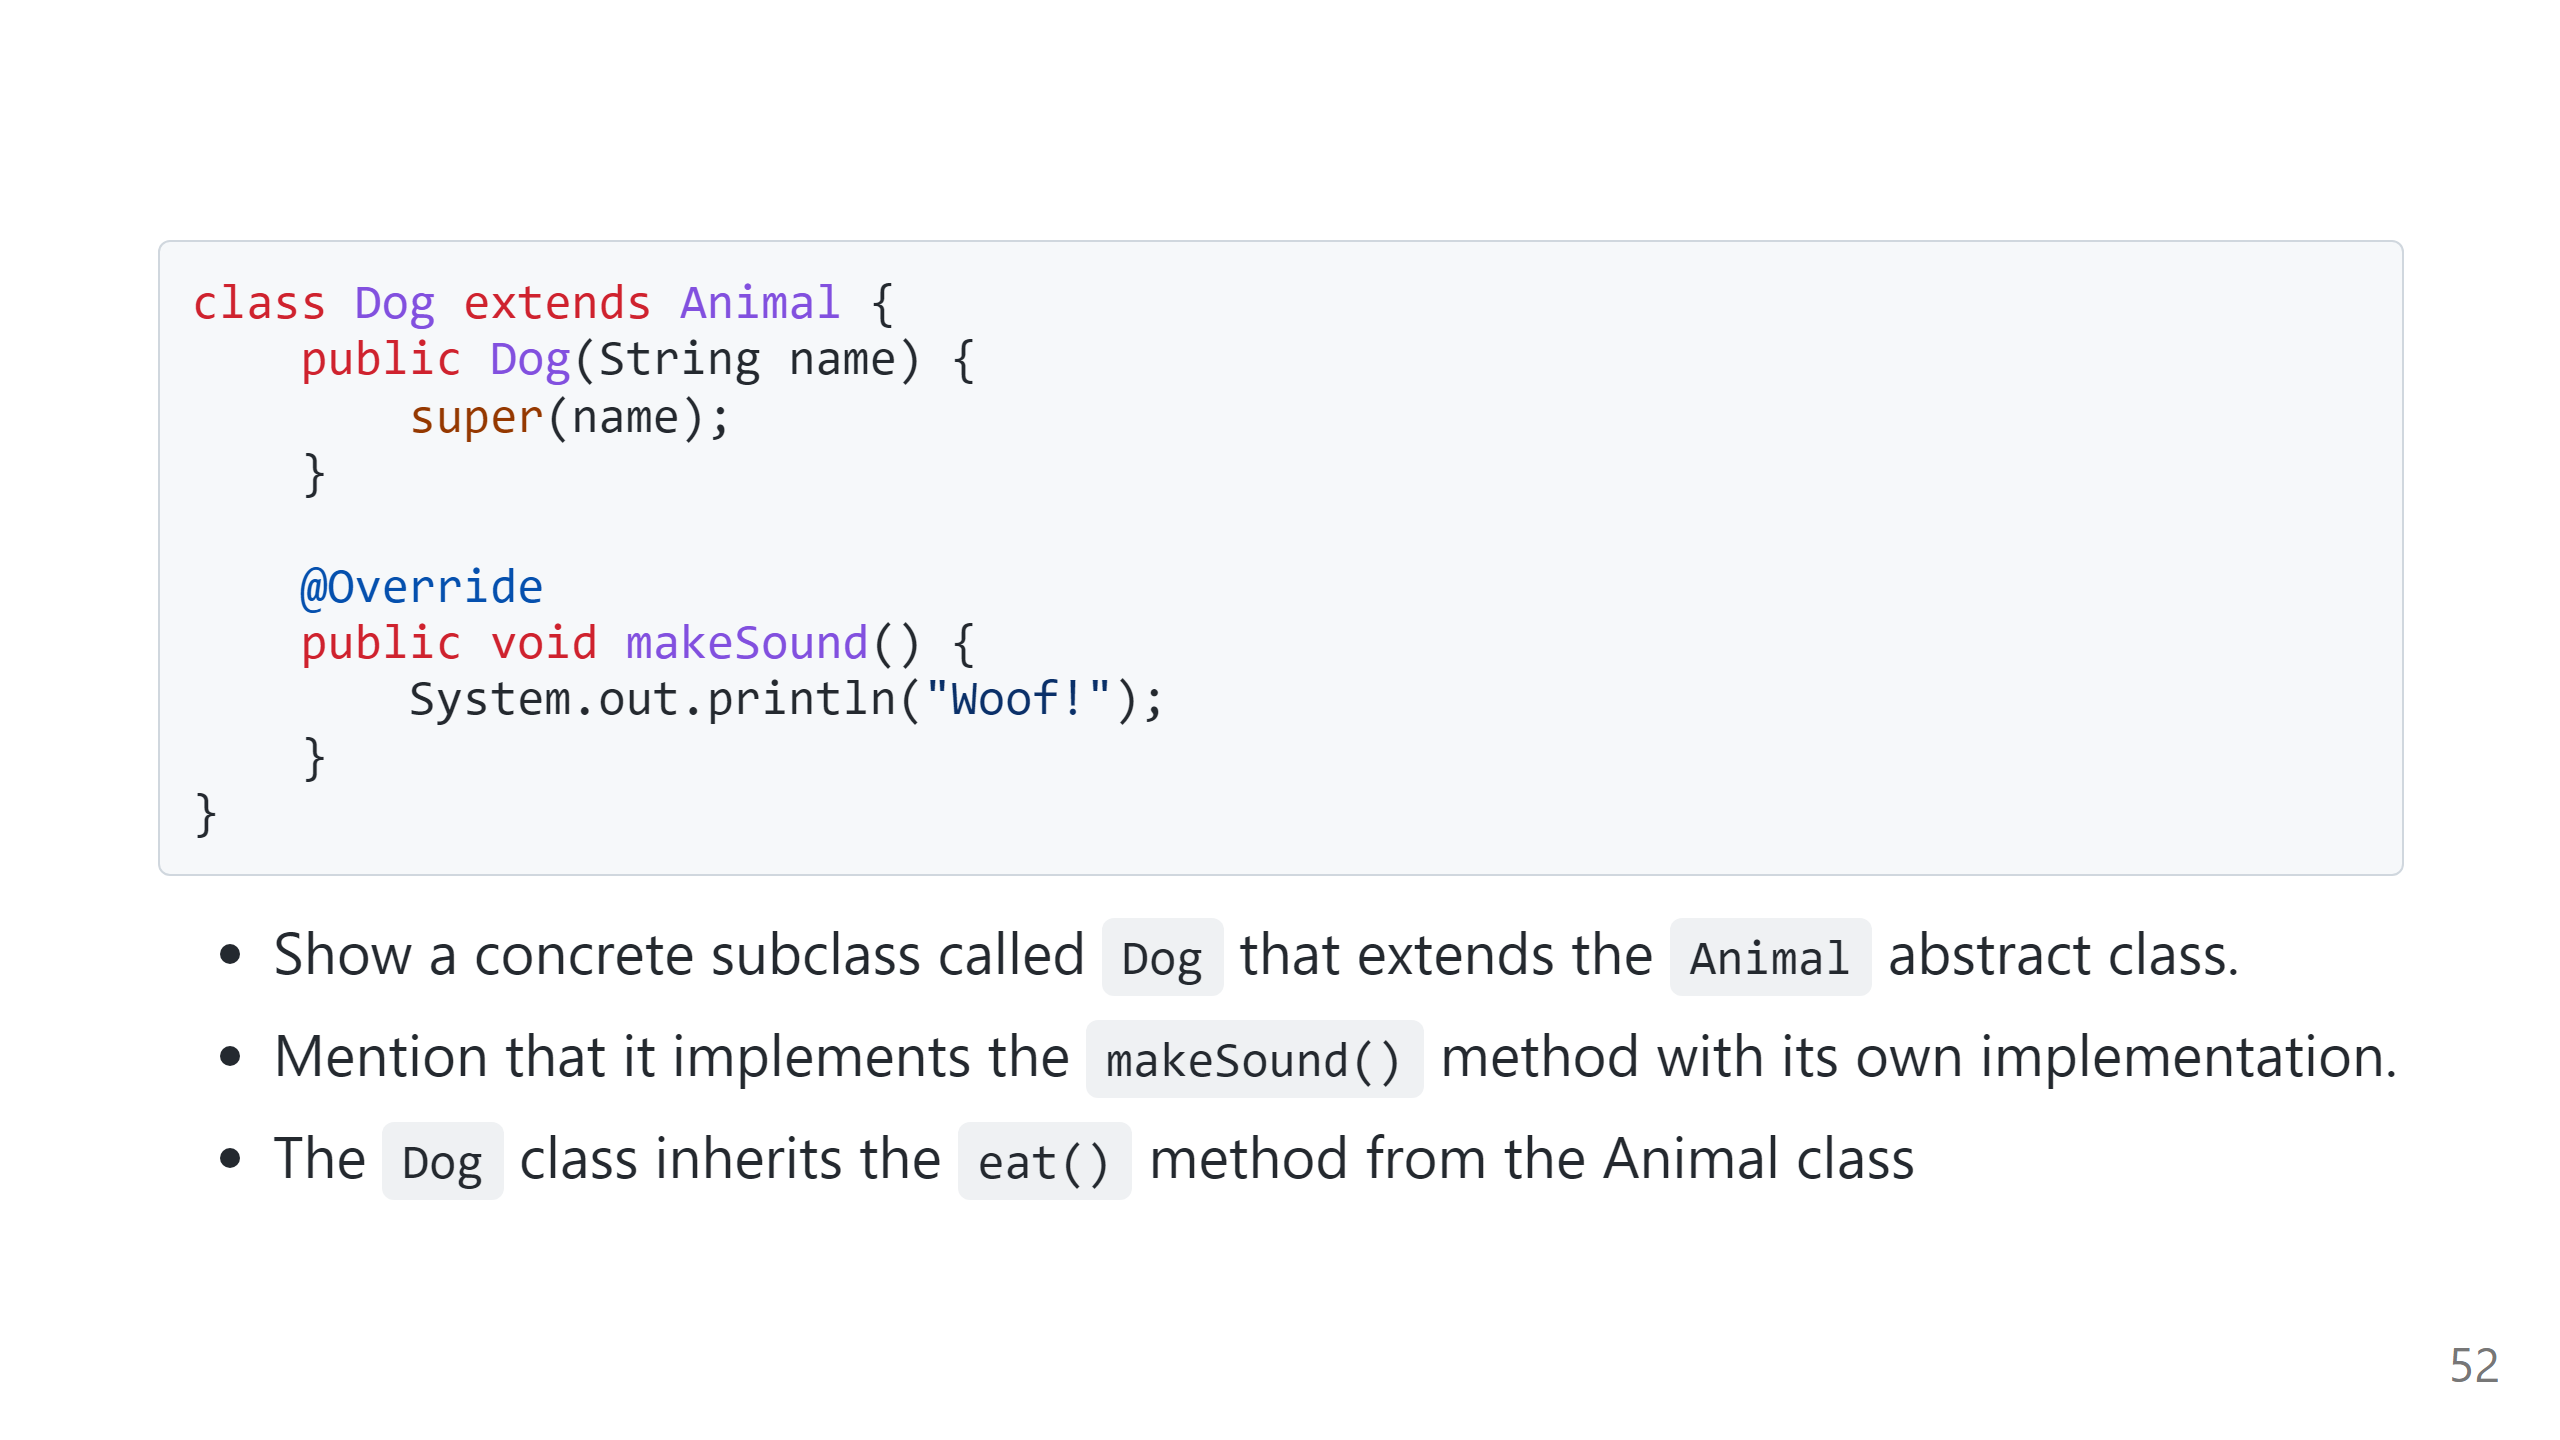 class Dog extends Animal {
    public Dog(String name) {
        super(name);
    }

    @Override
    public void makeSound() {
        System.out.println("Woof!");
    }
}
• Show a concrete subclass called Dog that extends the Animal abstract class.
• Mention that it implements the makeSound() method with its own implementation.
• The Dog class inherits the eat() method from the Animal class
52